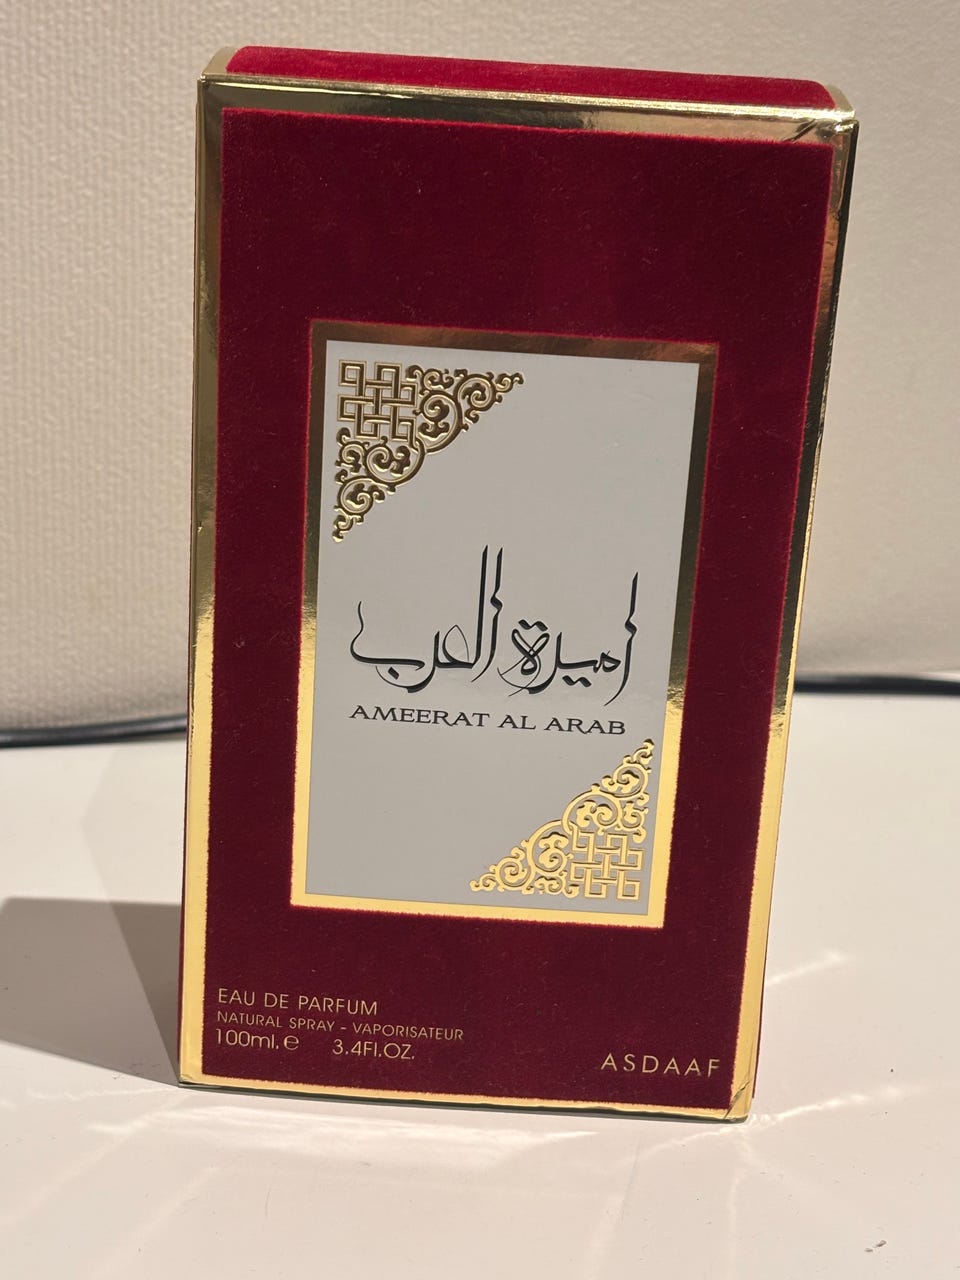 اميرة العرب
AMEERAT AL ARAB
EAU DE PARFUM
NATURAL SPRAY - VAPORISATEUR
100ml. ℮ 3.4Fl.OZ.
ASDAAF